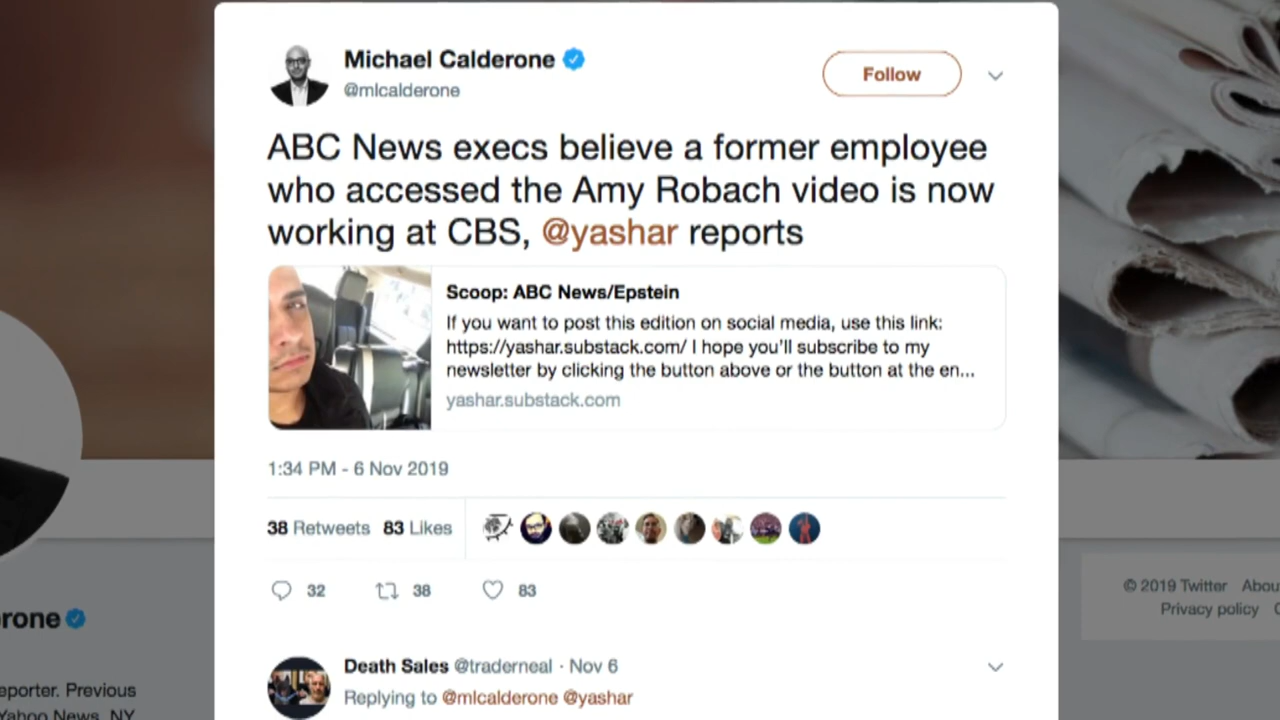 Michael Calderone
@mlcalderone
Follow
ABC News execs believe a former employee
who accessed the Amy Robach video is now
working at CBS, @yashar reports
Scoop: ABC News/Epstein
If you want to post this edition on social media, use this link:
https://yashar.substack.com/ I hope you'll subscribe to my
newsletter by clicking the button above or the button at the en...
yashar.substack.com
1:34 PM - 6 Nov 2019
38 Retweets 83 Likes
32 38 83
Death Sales @traderneal · Nov 6
Replying to @mlcalderone @yashar
rone
eporter. Previous
Yahoo News, NY
© 2019 Twitter Abou
Privacy policy